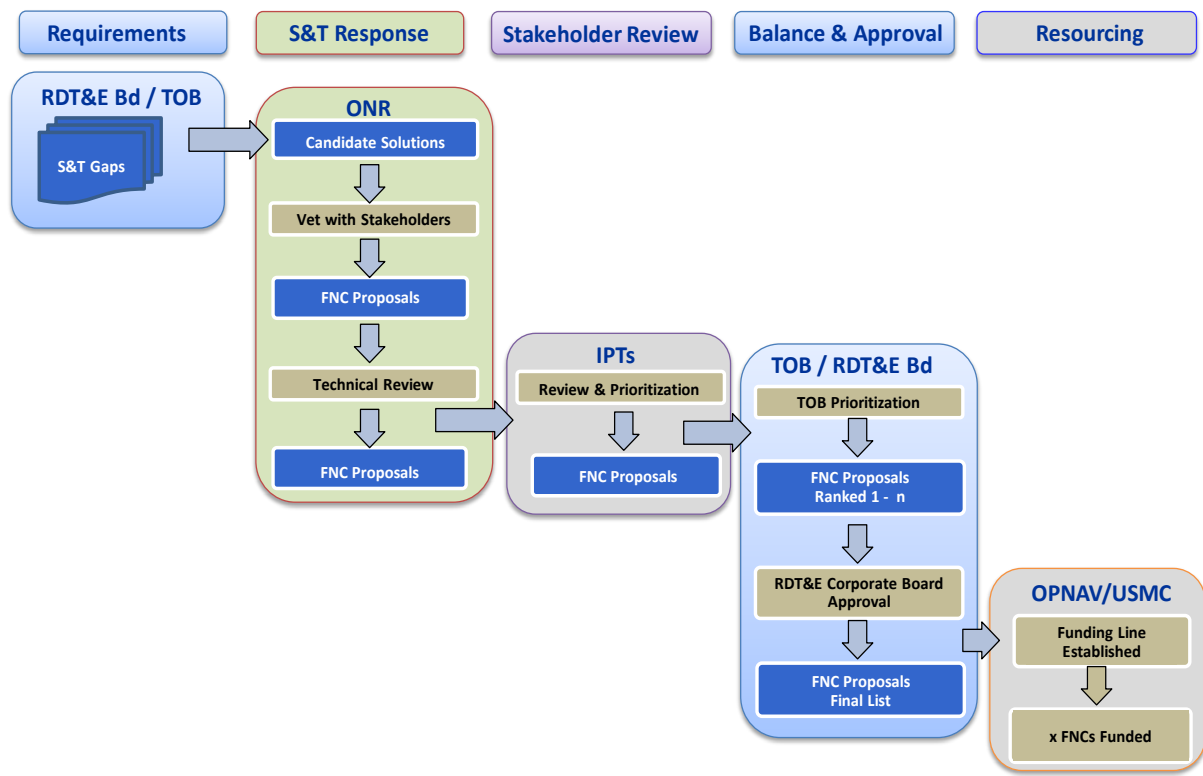 Requirements
S&T Response
Stakeholder Review
Balance & Approval
Resourcing
RDT&E Bd / TOB
S&T Gaps
ONR
Candidate Solutions
Vet with Stakeholders
FNC Proposals
Technical Review
FNC Proposals
IPTs
Review & Prioritization
FNC Proposals
TOB / RDT&E Bd
TOB Prioritization
FNC Proposals
Ranked 1 - n
RDT&E Corporate Board
Approval
FNC Proposals
Final List
OPNAV/USMC
Funding Line
Established
x FNCs Funded